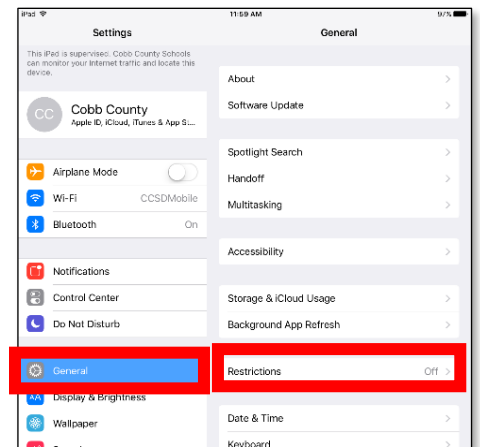 iPad 11:59 AM 97%
Settings
General
This iPad is supervised. Cobb County Schools
can monitor your Internet traffic and locate this
device.
CC
Cobb County
Apple ID, iCloud, iTunes & App St...
Airplane Mode
Wi-Fi CCSDMobile
Bluetooth On
Notifications
Control Center
Do Not Disturb
General
AA Display & Brightness
Wallpaper
About
Software Update
Spotlight Search
Handoff
Multitasking
Accessibility
Storage & iCloud Usage
Background App Refresh
Restrictions Off
Date & Time
Keyboard